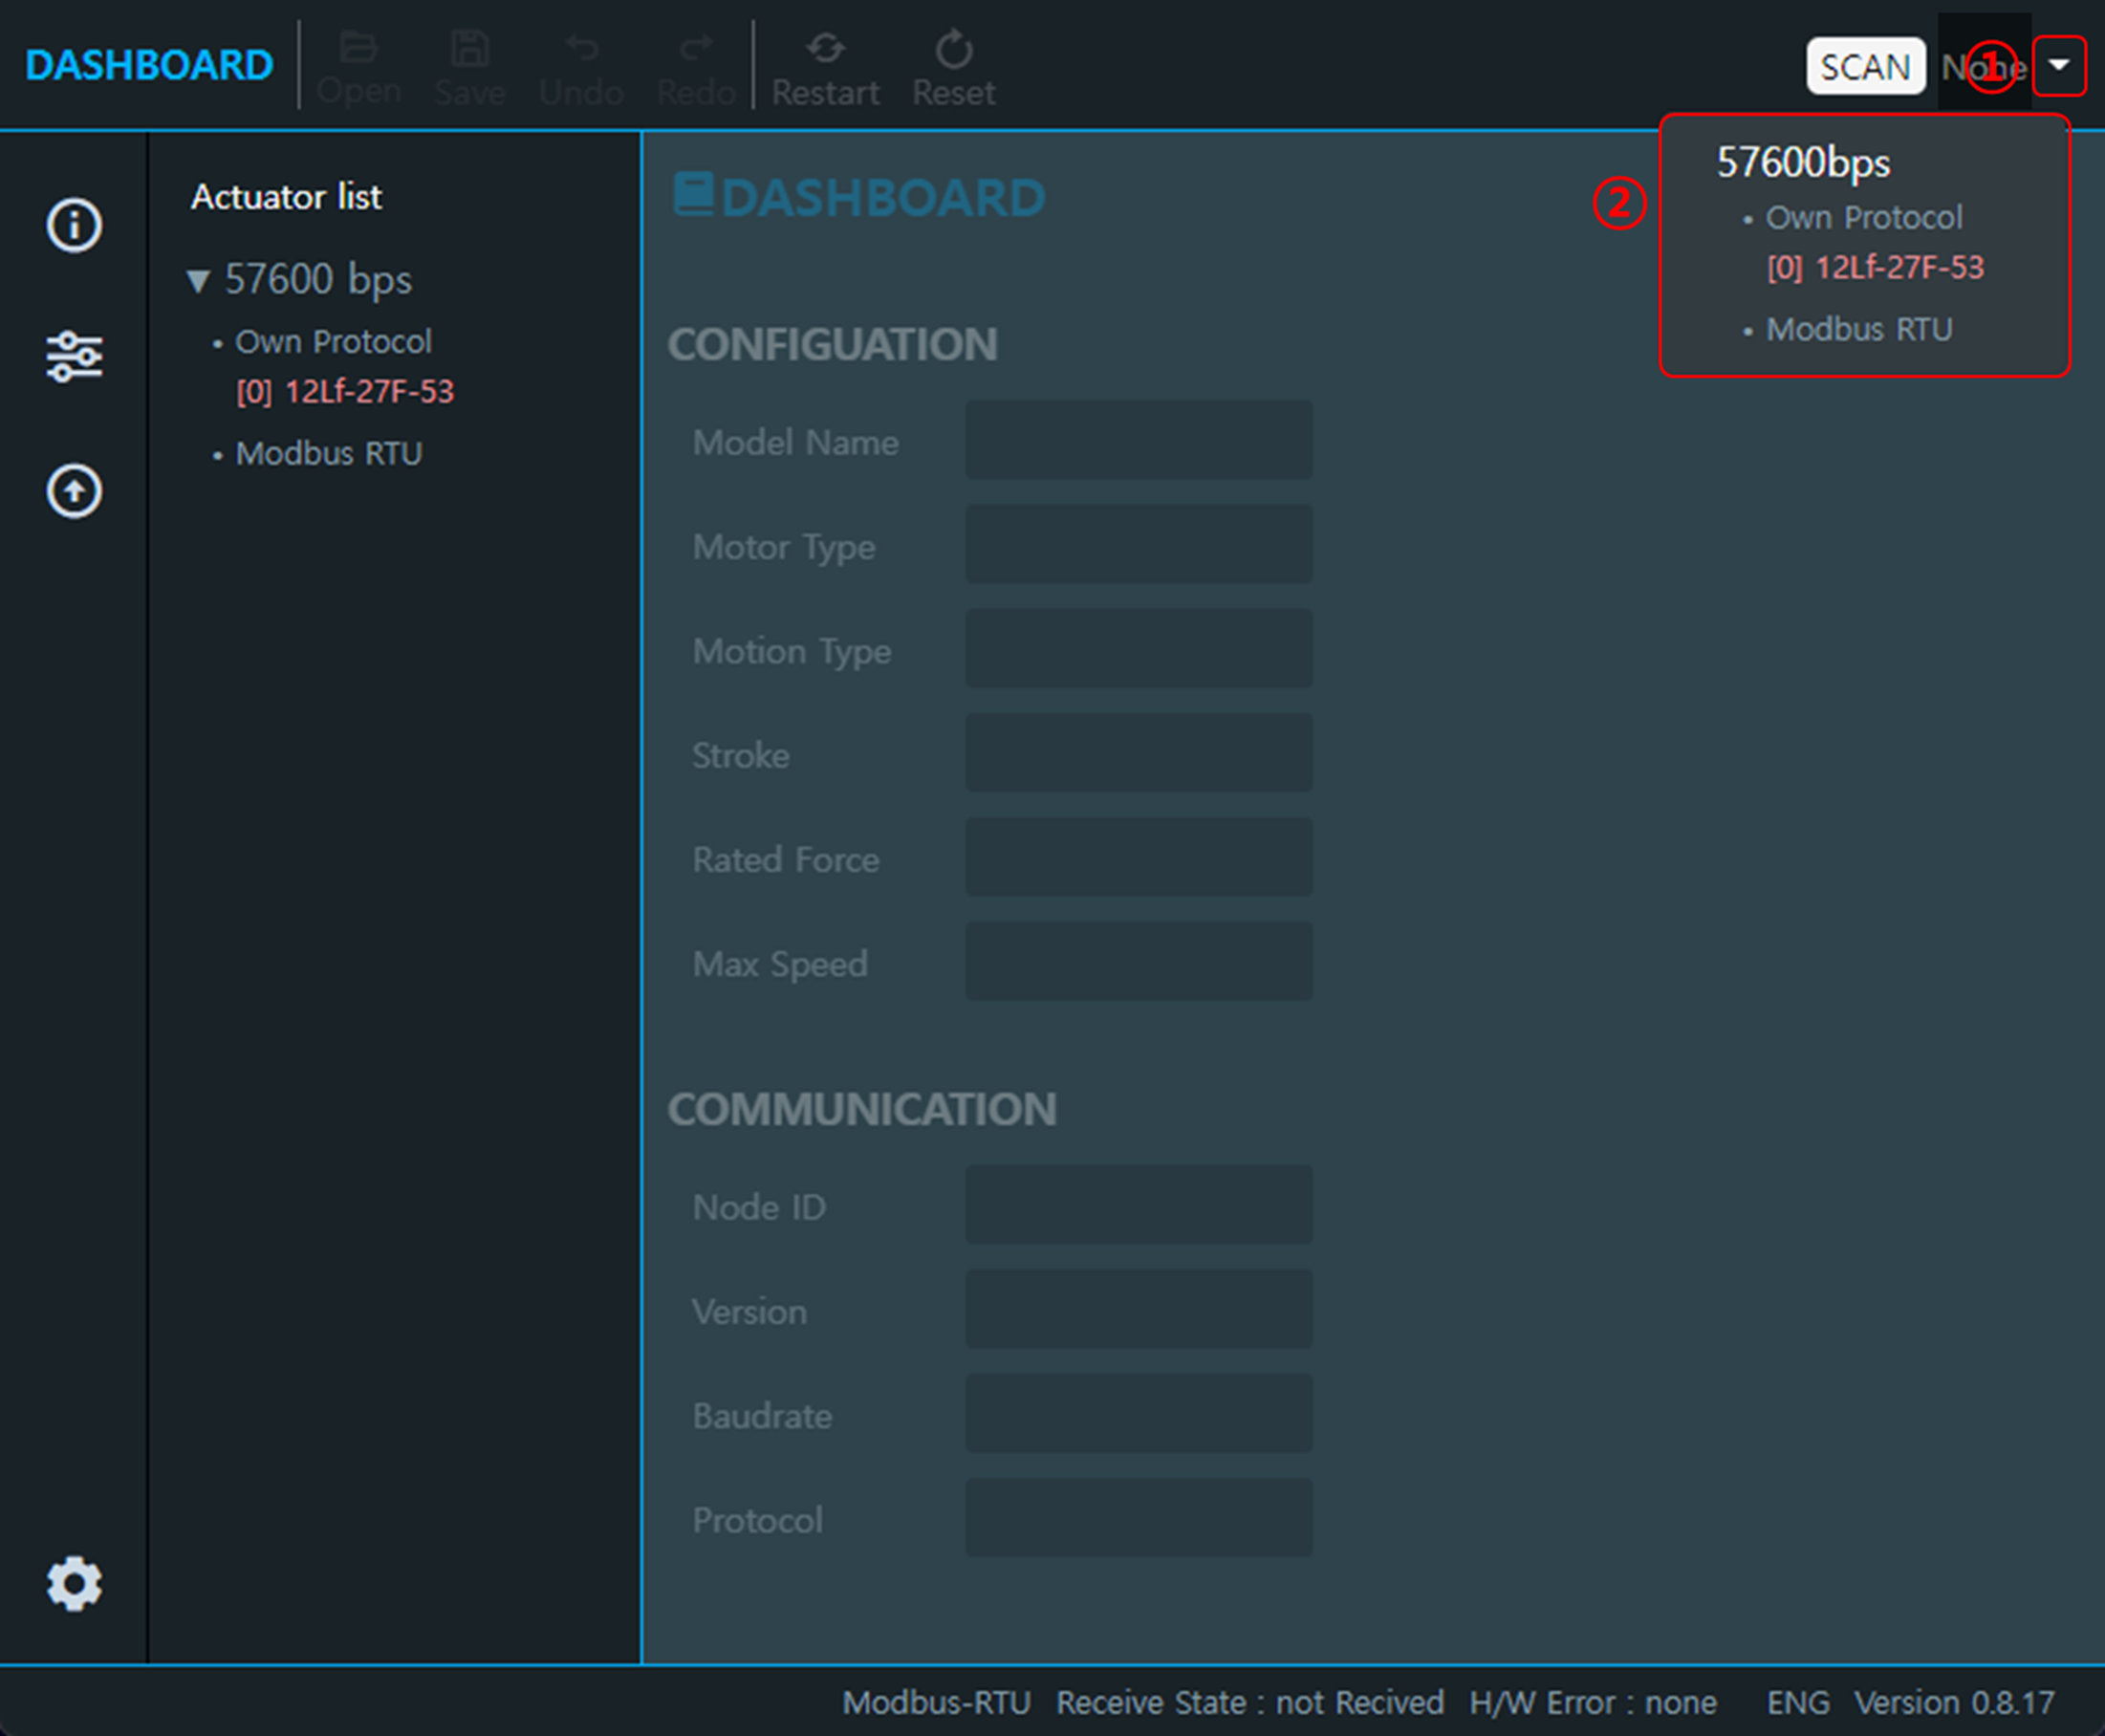 DASHBOARD
Open Save Undo Redo Restart Reset
SCAN None ①
Actuator list
▼ 57600 bps
• Own Protocol
[0] 12Lf-27F-53
• Modbus RTU
DASHBOARD
②
57600bps
• Own Protocol
[0] 12Lf-27F-53
• Modbus RTU
CONFIGUATION
Model Name
Motor Type
Motion Type
Stroke
Rated Force
Max Speed
COMMUNICATION
Node ID
Version
Baudrate
Protocol
Modbus-RTU Receive State : not Recived H/W Error : none ENG Version 0.8.17